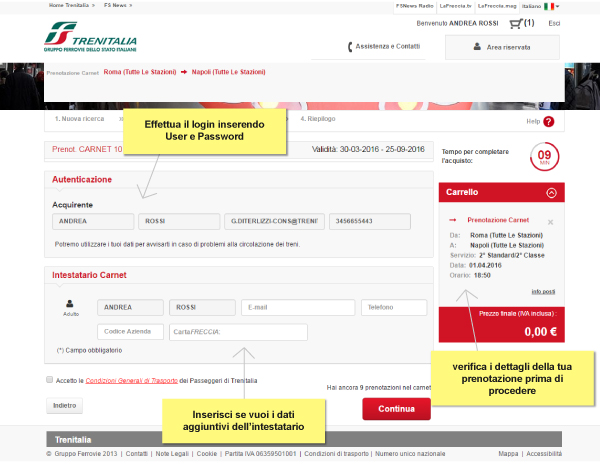 Home Trenitalia » FS News »
FSNews Radio | LaFreccia.tv | LaFreccia.mag italiano
Benvenuto ANDREA ROSSI (1) Esci
TRENITALIA
GRUPPO FERROVIE DELLO STATO ITALIANE
Assistenza e Contatti Area riservata
Prenotazione Carnet Roma (Tutte Le Stazioni) → Napoli (Tutte Le Stazioni)
1. Nuova ricerca 4. Riepilogo Help ?
Effettua il login inserendo
User e Password
Prenot. CARNET 10 Validità: 30-03-2016 - 25-09-2016
Tempo per completare
l'acquisto:
09
MIN
Autenticazione
Acquirente
ANDREA ROSSI G.DITERLIZZI-CONS@TRENI 3456655443
Potremo utilizzare i tuoi dati per avvisarti in caso di problemi alla circolazione dei treni.
Carrello
→ Prenotazione Carnet ×
Da: Roma (Tutte Le Stazioni)
A: Napoli (Tutte Le Stazioni)
Servizio: 2° Standard/2° Classe
Data: 01.04.2016
Orario: 18:50
info posti
Prezzo finale (IVA inclusa) :
0,00 €
Intestatario Carnet
Adulto
ANDREA ROSSI E-mail Telefono
Codice Azienda CartaFRECCIA:
(*) Campo obbligatorio
verifica i dettagli della tua
prenotazione prima di
procedere
Accetto le Condizioni Generali di Trasporto dei Passeggeri di Trenitalia
Hai ancora 9 prenotazioni nel carnet
Indietro
Continua
Inserisci se vuoi i dati
aggiuntivi dell'intestatario
Trenitalia
© Gruppo Ferrovie 2013 | Contatti | Note Legali | Cookie | Partita IVA 06359501001 | Condizioni di trasporto | Numero unico nazionale Mappa | Accessibilità